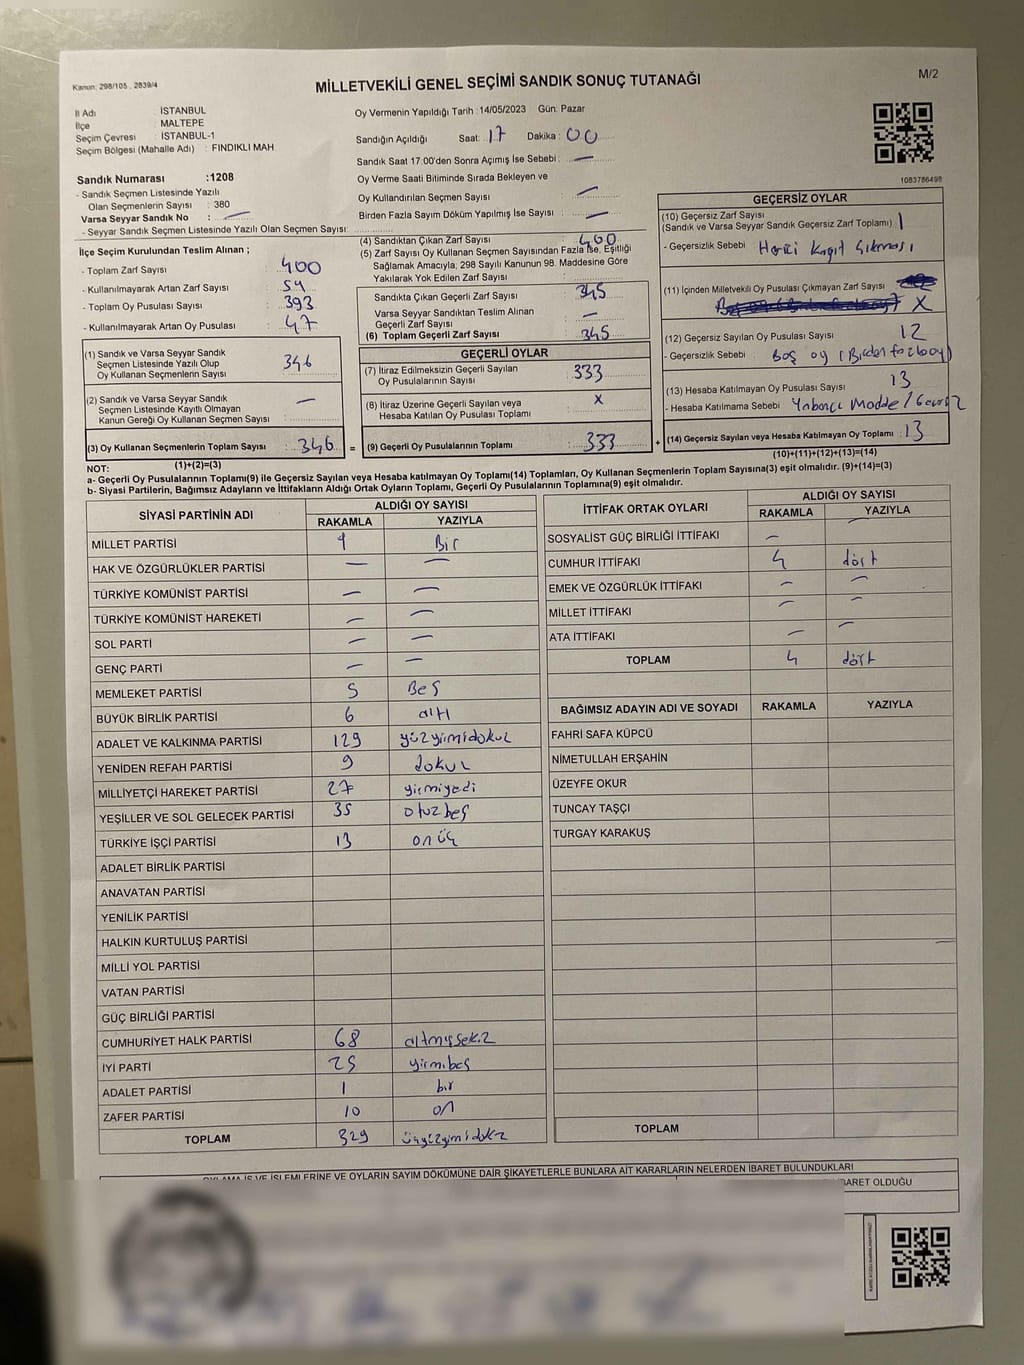 Kanun: 298/105, 2839/4
MİLLETVEKİLİ GENEL SEÇİMİ SANDIK SONUÇ TUTANAĞI
M/2
İl Adı : İSTANBUL
İlçe : MALTEPE
Seçim Çevresi : İSTANBUL-1
Seçim Bölgesi (Mahalle Adı) : FINDIKLI MAH.
Sandık Numarası :1208
- Sandık Seçmen Listesinde Yazılı
Olan Seçmenlerin Sayısı : 380
Varsa Seyyar Sandık No : —
- Seyyar Sandık Seçmen Listesinde Yazılı Olan Seçmen Sayısı:
Oy Vermenin Yapıldığı Tarih :14/05/2023 Gün: Pazar
Sandığın Açıldığı Saat: 17 Dakika : 00
Sandık Saat 17:00'den Sonra Açımış İse Sebebi : —
Oy Verme Saati Bitiminde Sırada Bekleyen ve
Oy Kullandırılan Seçmen Sayısı —
Birden Fazla Sayım Döküm Yapılmış İse Sayısı : —
1083786498
İlçe Seçim Kurulundan Teslim Alınan ;
- Toplam Zarf Sayısı : 400
- Kullanılmayarak Artan Zarf Sayısı : 54
- Toplam Oy Pusulası Sayısı : 393
- Kullanılmayarak Artan Oy Pusulası : 47
(1) Sandık ve Varsa Seyyar Sandık
Seçmen Listesinde Yazılı Olup
Oy Kullanan Seçmenlerin Sayısı : 346
(2) Sandık ve Varsa Seyyar Sandık
Seçmen Listesinde Kayıtlı Olmayan
Kanun Gereği Oy Kullanan Seçmen Sayısı : —
(3) Oy Kullanan Seçmenlerin Toplam Sayısı : 346 =
(1)+(2)=(3)
(4) Sandıktan Çıkan Zarf Sayısı : 400
(5) Zarf Sayısı Oy Kullanan Seçmen Sayısından Fazla İse, Eşitliği
Sağlamak Amacıyla, 298 Sayılı Kanunun 98. Maddesine Göre
Yakılarak Yok Edilen Zarf Sayısı :
Sandıkta Çıkan Geçerli Zarf Sayısı : 345
Varsa Seyyar Sandıktan Teslim Alınan
Geçerli Zarf Sayısı : —
(6) Toplam Geçerli Zarf Sayısı : 345
GEÇERLİ OYLAR
(7) İtiraz Edilmeksizin Geçerli Sayılan
Oy Pusulalarının Sayısı : 333
(8) İtiraz Üzerine Geçerli Sayılan veya
Hesaba Katılan Oy Pusulası Toplamı : x
(9) Geçerli Oy Pusulalarının Toplamı : 333 +
GEÇERSİZ OYLAR
(10) Geçersiz Zarf Sayısı
(Sandık ve Varsa Seyyar Sandık Geçersiz Zarf Toplamı) : 1
- Geçersizlik Sebebi : Harici Kağıt Çıkması
(11) İçinden Milletvekili Oy Pusulası Çıkmayan Zarf Sayısı :
X
(12) Geçersiz Sayılan Oy Pusulası Sayısı : 12
- Geçersizlik Sebebi : Boş oy (Birden fazla oy)
(13) Hesaba Katılmayan Oy Pusulası Sayısı : 13
- Hesaba Katılmama Sebebi : Yabancı Madde /
(14) Geçersiz Sayılan veya Hesaba Katılmayan Oy Toplamı : 13
(10)+(11)+(12)+(13)=(14)
NOT:
a- Geçerli Oy Pusulalarının Toplamı(9) ile Geçersiz Sayılan veya Hesaba katılmayan Oy Toplamı(14) Toplamları, Oy Kullanan Seçmenlerin Toplam Sayısına(3) eşit olmalıdır. (9)+(14)=(3)
b- Siyasi Partilerin, Bağımsız Adayların ve İttifakların Aldığı Ortak Oyların Toplamı, Geçerli Oy Pusulalarının Toplamına(9) eşit olmalıdır.
SİYASİ PARTİNİN ADI ALDIĞI OY SAYISI
RAKAMLA YAZIYLA
MİLLET PARTİSİ 1 Bir
HAK VE ÖZGÜRLÜKLER PARTİSİ — —
TÜRKİYE KOMÜNİST PARTİSİ — —
TÜRKİYE KOMÜNİST HAREKETİ — —
SOL PARTİ — —
GENÇ PARTİ — —
MEMLEKET PARTİSİ 5 Beş
BÜYÜK BİRLİK PARTİSİ 6 altı
ADALET VE KALKINMA PARTİSİ 129 yüzyirmidokuz
YENİDEN REFAH PARTİSİ 9 dokuz
MİLLİYETÇİ HAREKET PARTİSİ 27 yirmiyedi
YEŞİLLER VE SOL GELECEK PARTİSİ 35 otuzbeş
TÜRKİYE İŞÇİ PARTİSİ 13 onüç
ADALET BİRLİK PARTİSİ
ANAVATAN PARTİSİ
YENİLİK PARTİSİ
HALKIN KURTULUŞ PARTİSİ
MİLLİ YOL PARTİSİ
VATAN PARTİSİ
GÜÇ BİRLİĞİ PARTİSİ
CUMHURİYET HALK PARTİSİ 68 altmışsekiz
İYİ PARTİ 25 yirmibeş
ADALET PARTİSİ 1 bir
ZAFER PARTİSİ 10 on
TOPLAM 329 üçyüzyirmidokuz
İTTİFAK ORTAK OYLARI ALDIĞI OY SAYISI
RAKAMLA YAZIYLA
SOSYALİST GÜÇ BİRLİĞİ İTTİFAKI — —
CUMHUR İTTİFAKI 4 dört
EMEK VE ÖZGÜRLÜK İTTİFAKI — —
MİLLET İTTİFAKI — —
ATA İTTİFAKI — —
TOPLAM 4 dört
BAĞIMSIZ ADAYIN ADI VE SOYADI RAKAMLA YAZIYLA
FAHRİ SAFA KÜPCÜ
NİMETULLAH ERŞAHİN
ÜZEYFE OKUR
TUNCAY TAŞÇI
TURGAY KARAKUŞ
TOPLAM
İŞ VE İŞLEMLERİNE VE OYLARIN SAYIM DÖKÜMÜNE DAİR ŞİKAYETLERLE BUNLARA AİT KARARLARIN NELERDEN İBARET BULUNDUKLARI
OLDUĞU